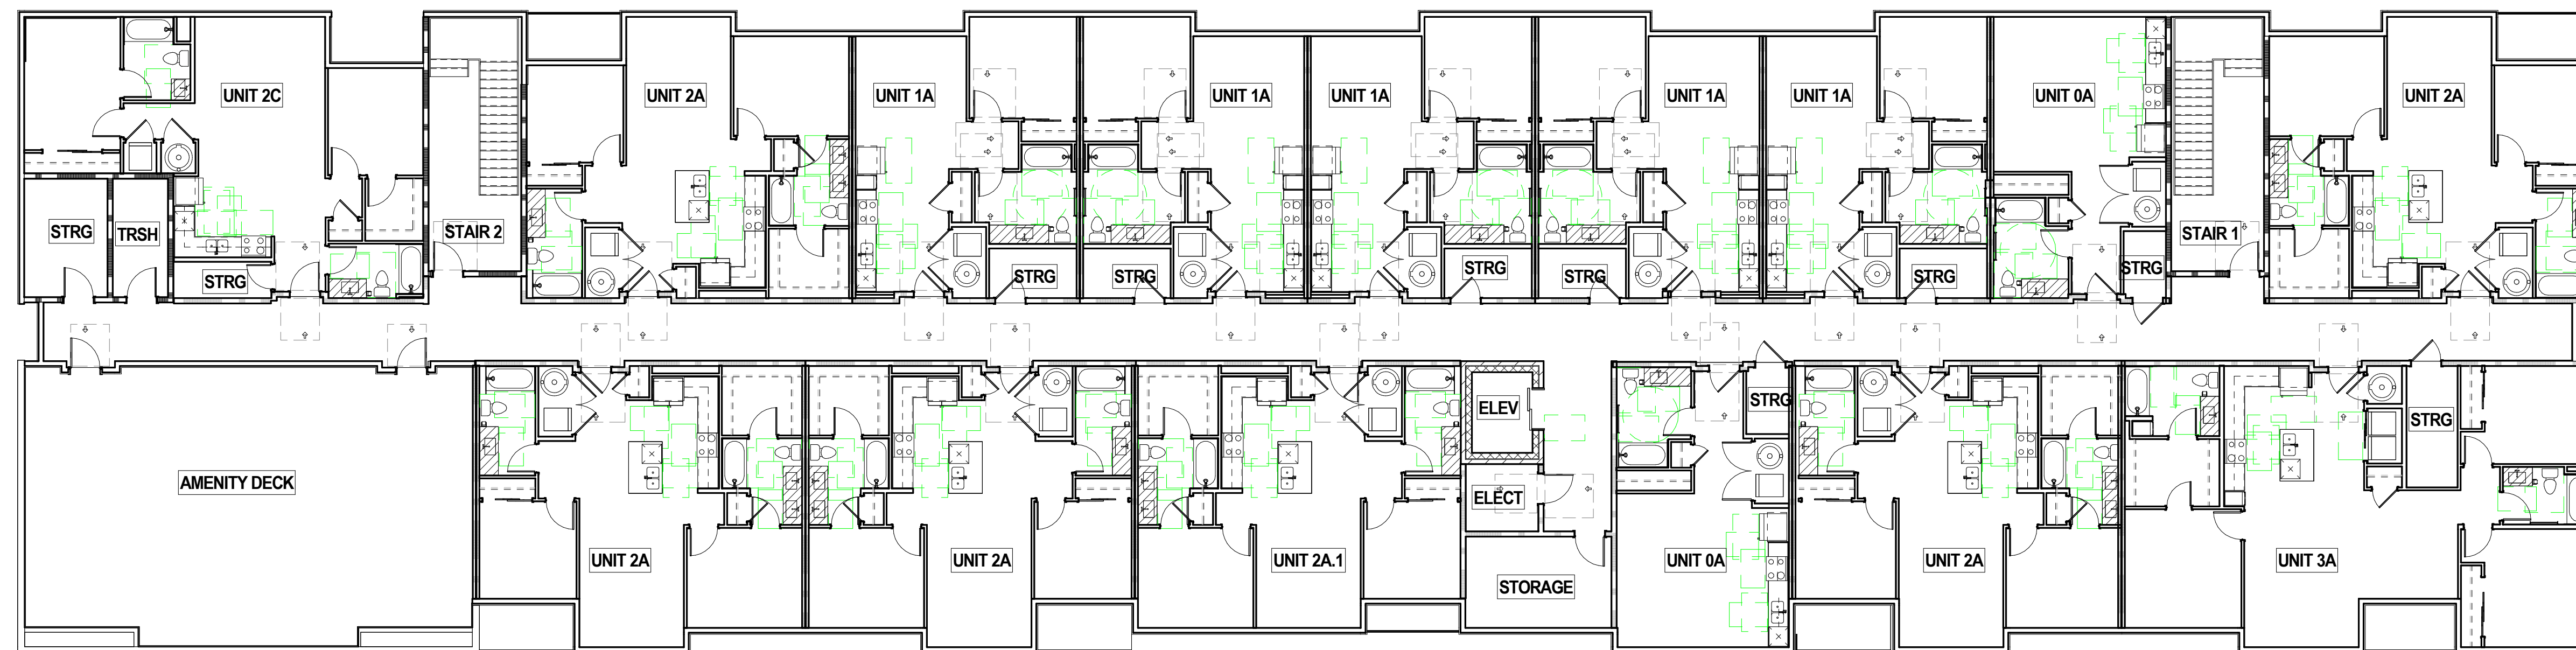 UNIT 2C
UNIT 2A
UNIT 1A
UNIT 1A
UNIT 1A
UNIT 1A
UNIT 1A
UNIT 0A
UNIT 2A
STRG
TRSH
STAIR 2
STAIR 1
STRG
STRG
STRG
STRG
STRG
STRG
STRG
ELEV
STRG
STRG
AMENITY DECK
ELECT
UNIT 2A
UNIT 2A
UNIT 2A.1
STORAGE
UNIT 0A
UNIT 2A
UNIT 3A